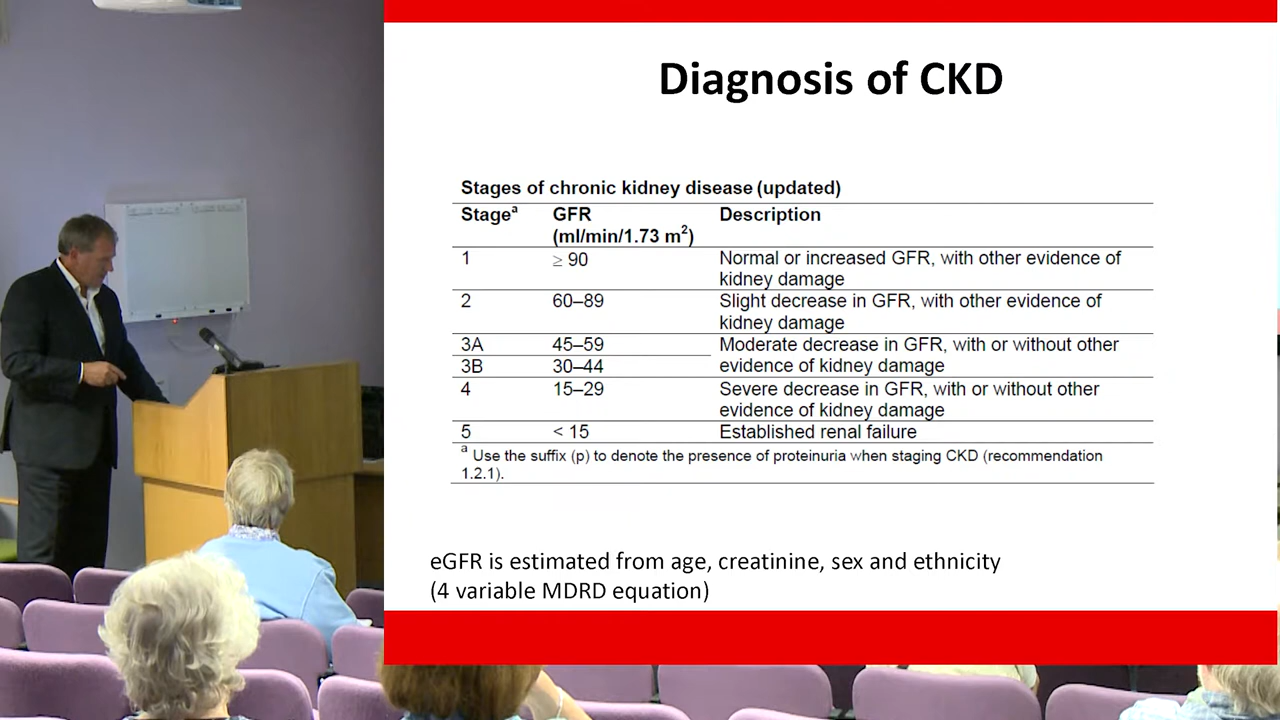 Diagnosis of CKD
Stages of chronic kidney disease (updated)
Stageᵃ GFR Description
(ml/min/1.73 m²)
1 ≥ 90 Normal or increased GFR, with other evidence of
kidney damage
2 60–89 Slight decrease in GFR, with other evidence of
kidney damage
3A 45–59 Moderate decrease in GFR, with or without other
3B 30–44 evidence of kidney damage
4 15–29 Severe decrease in GFR, with or without other
evidence of kidney damage
5 < 15 Established renal failure
ᵃ Use the suffix (p) to denote the presence of proteinuria when staging CKD (recommendation
1.2.1).
eGFR is estimated from age, creatinine, sex and ethnicity
(4 variable MDRD equation)